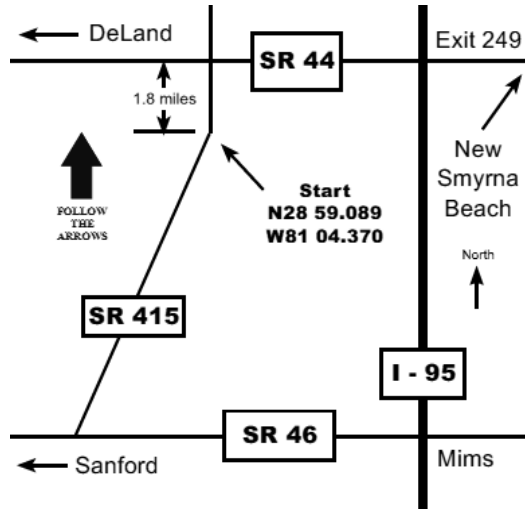 DeLand
Exit 249
SR 44
1.8 miles
New
Smyrna
Beach
Start
N28 59.089
W81 04.370
FOLLOW
THE
ARROWS
North
SR 415
I - 95
SR 46
Sanford
Mims